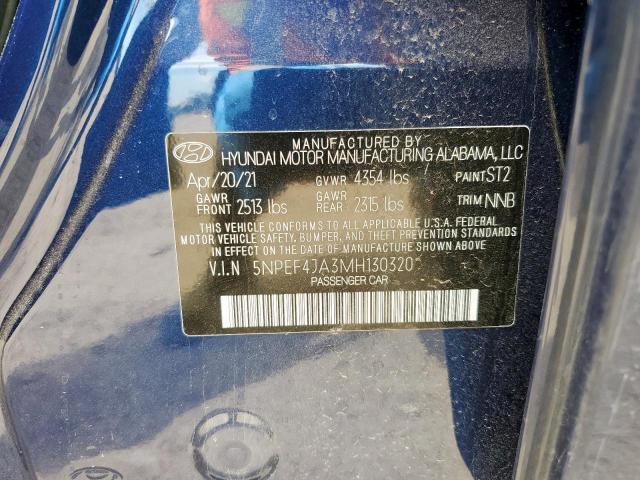 MANUFACTURED BY
HYUNDAI MOTOR MANUFACTURING ALABAMA, LLC
Apr/20/21 GVWR 4354 lbs PAINT ST2
GAWR FRONT 2513 lbs GAWR REAR 2315 lbs TRIM NNB
THIS VEHICLE CONFORMS TO ALL APPLICABLE U.S.A. FEDERAL
MOTOR VEHICLE SAFETY, BUMPER, AND THEFT PREVENTION
STANDARDS IN EFFECT ON THE DATE OF MANUFACTURE SHOWN ABOVE.
V.I.N 5NPEF4JA3MH130320
PASSENGER CAR